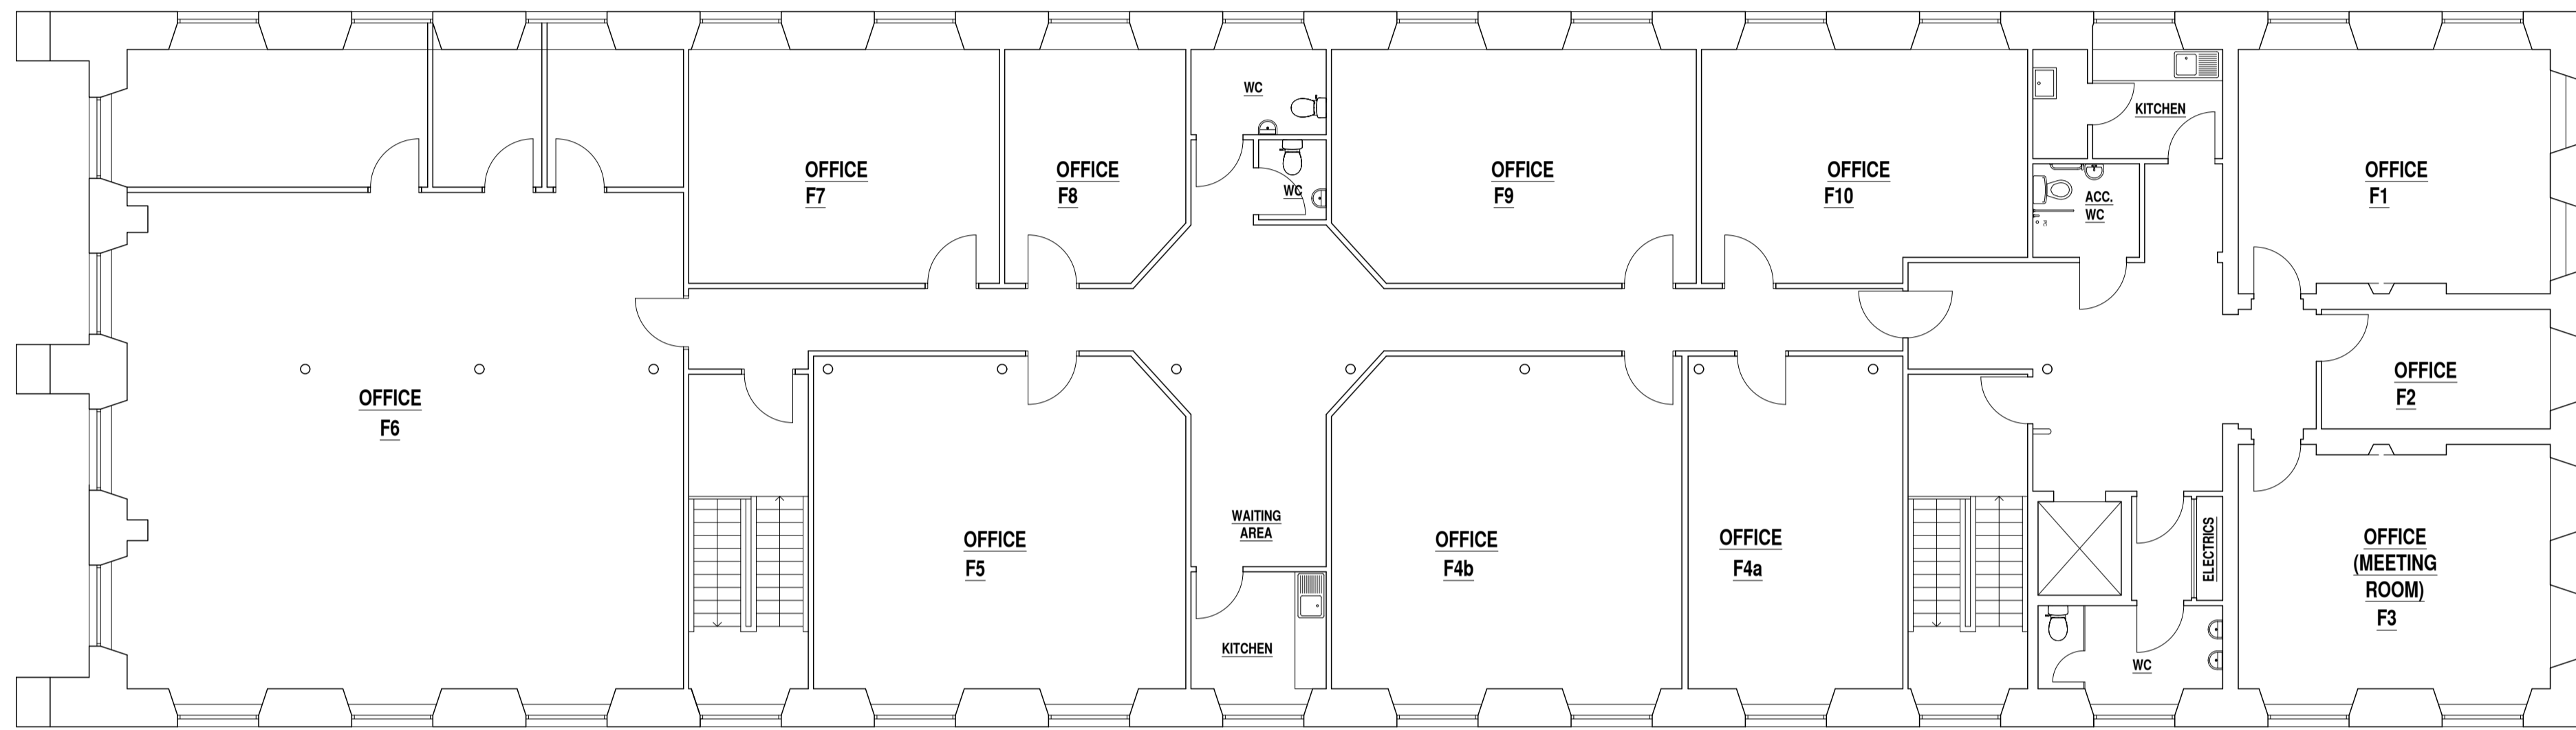 OFFICE
F7
OFFICE
F8
WC
WC
OFFICE
F9
OFFICE
F10
KITCHEN
ACC.
WC
OFFICE
F1
OFFICE
F6
OFFICE
F2
OFFICE
F5
WAITING
AREA
KITCHEN
OFFICE
F4b
OFFICE
F4a
ELECTRICS
WC
OFFICE
(MEETING
ROOM)
F3